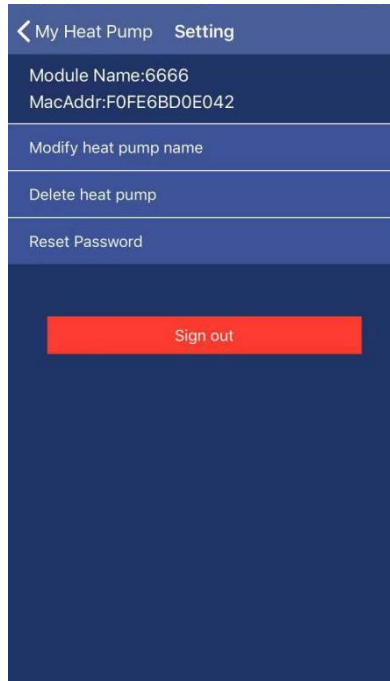 My Heat Pump Setting
Module Name:6666
MacAddr:F0FE6BD0E042
Modify heat pump name
Delete heat pump
Reset Password
Sign out